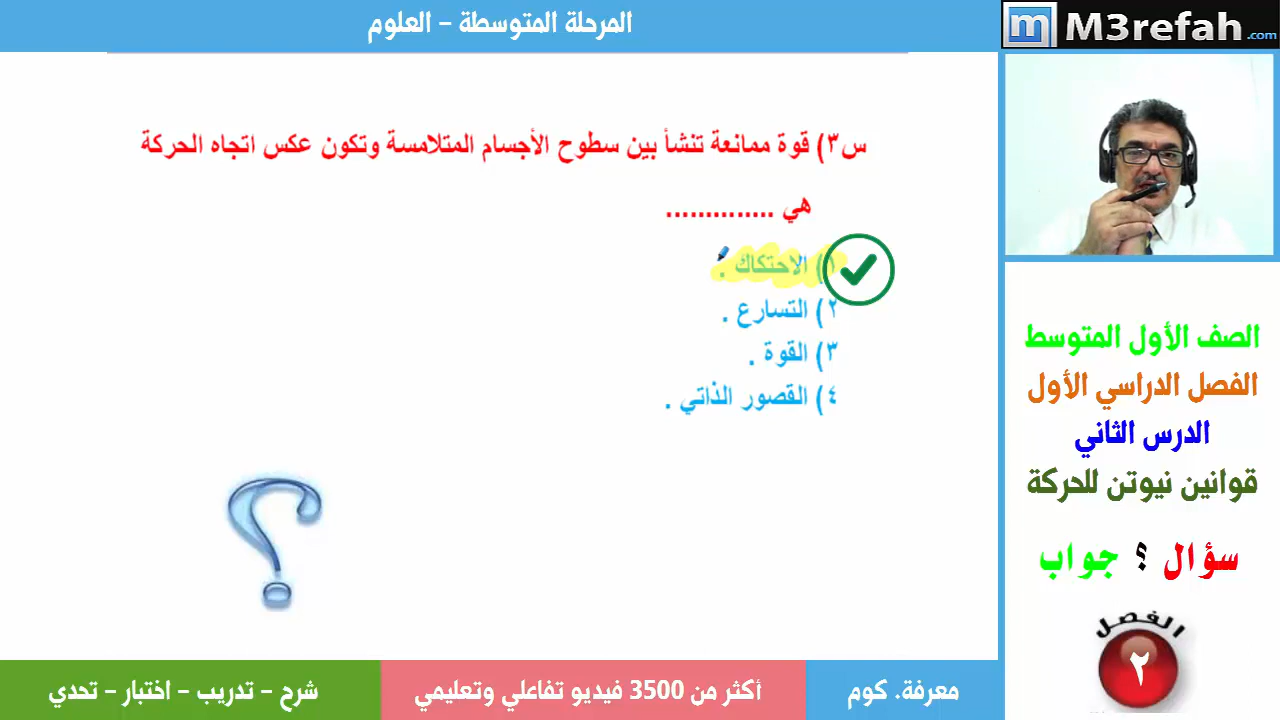 المرحلة المتوسطة - العلوم
M3refah.com
س٣) قوة ممانعة تنشأ بين سطوح الأجسام المتلامسة وتكون عكس اتجاه الحركة
هي ..............
١) الاحتكاك .
٢) التسارع .
٣) القوة .
٤) القصور الذاتي .
الصف الأول المتوسط
الفصل الدراسي الأول
الدرس الثاني
قوانين نيوتن للحركة
سؤال ؟ جواب
الفصل
٢
معرفة. كوم
أكثر من 3500 فيديو تفاعلي وتعليمي
شرح - تدريب - اختبار - تحدي